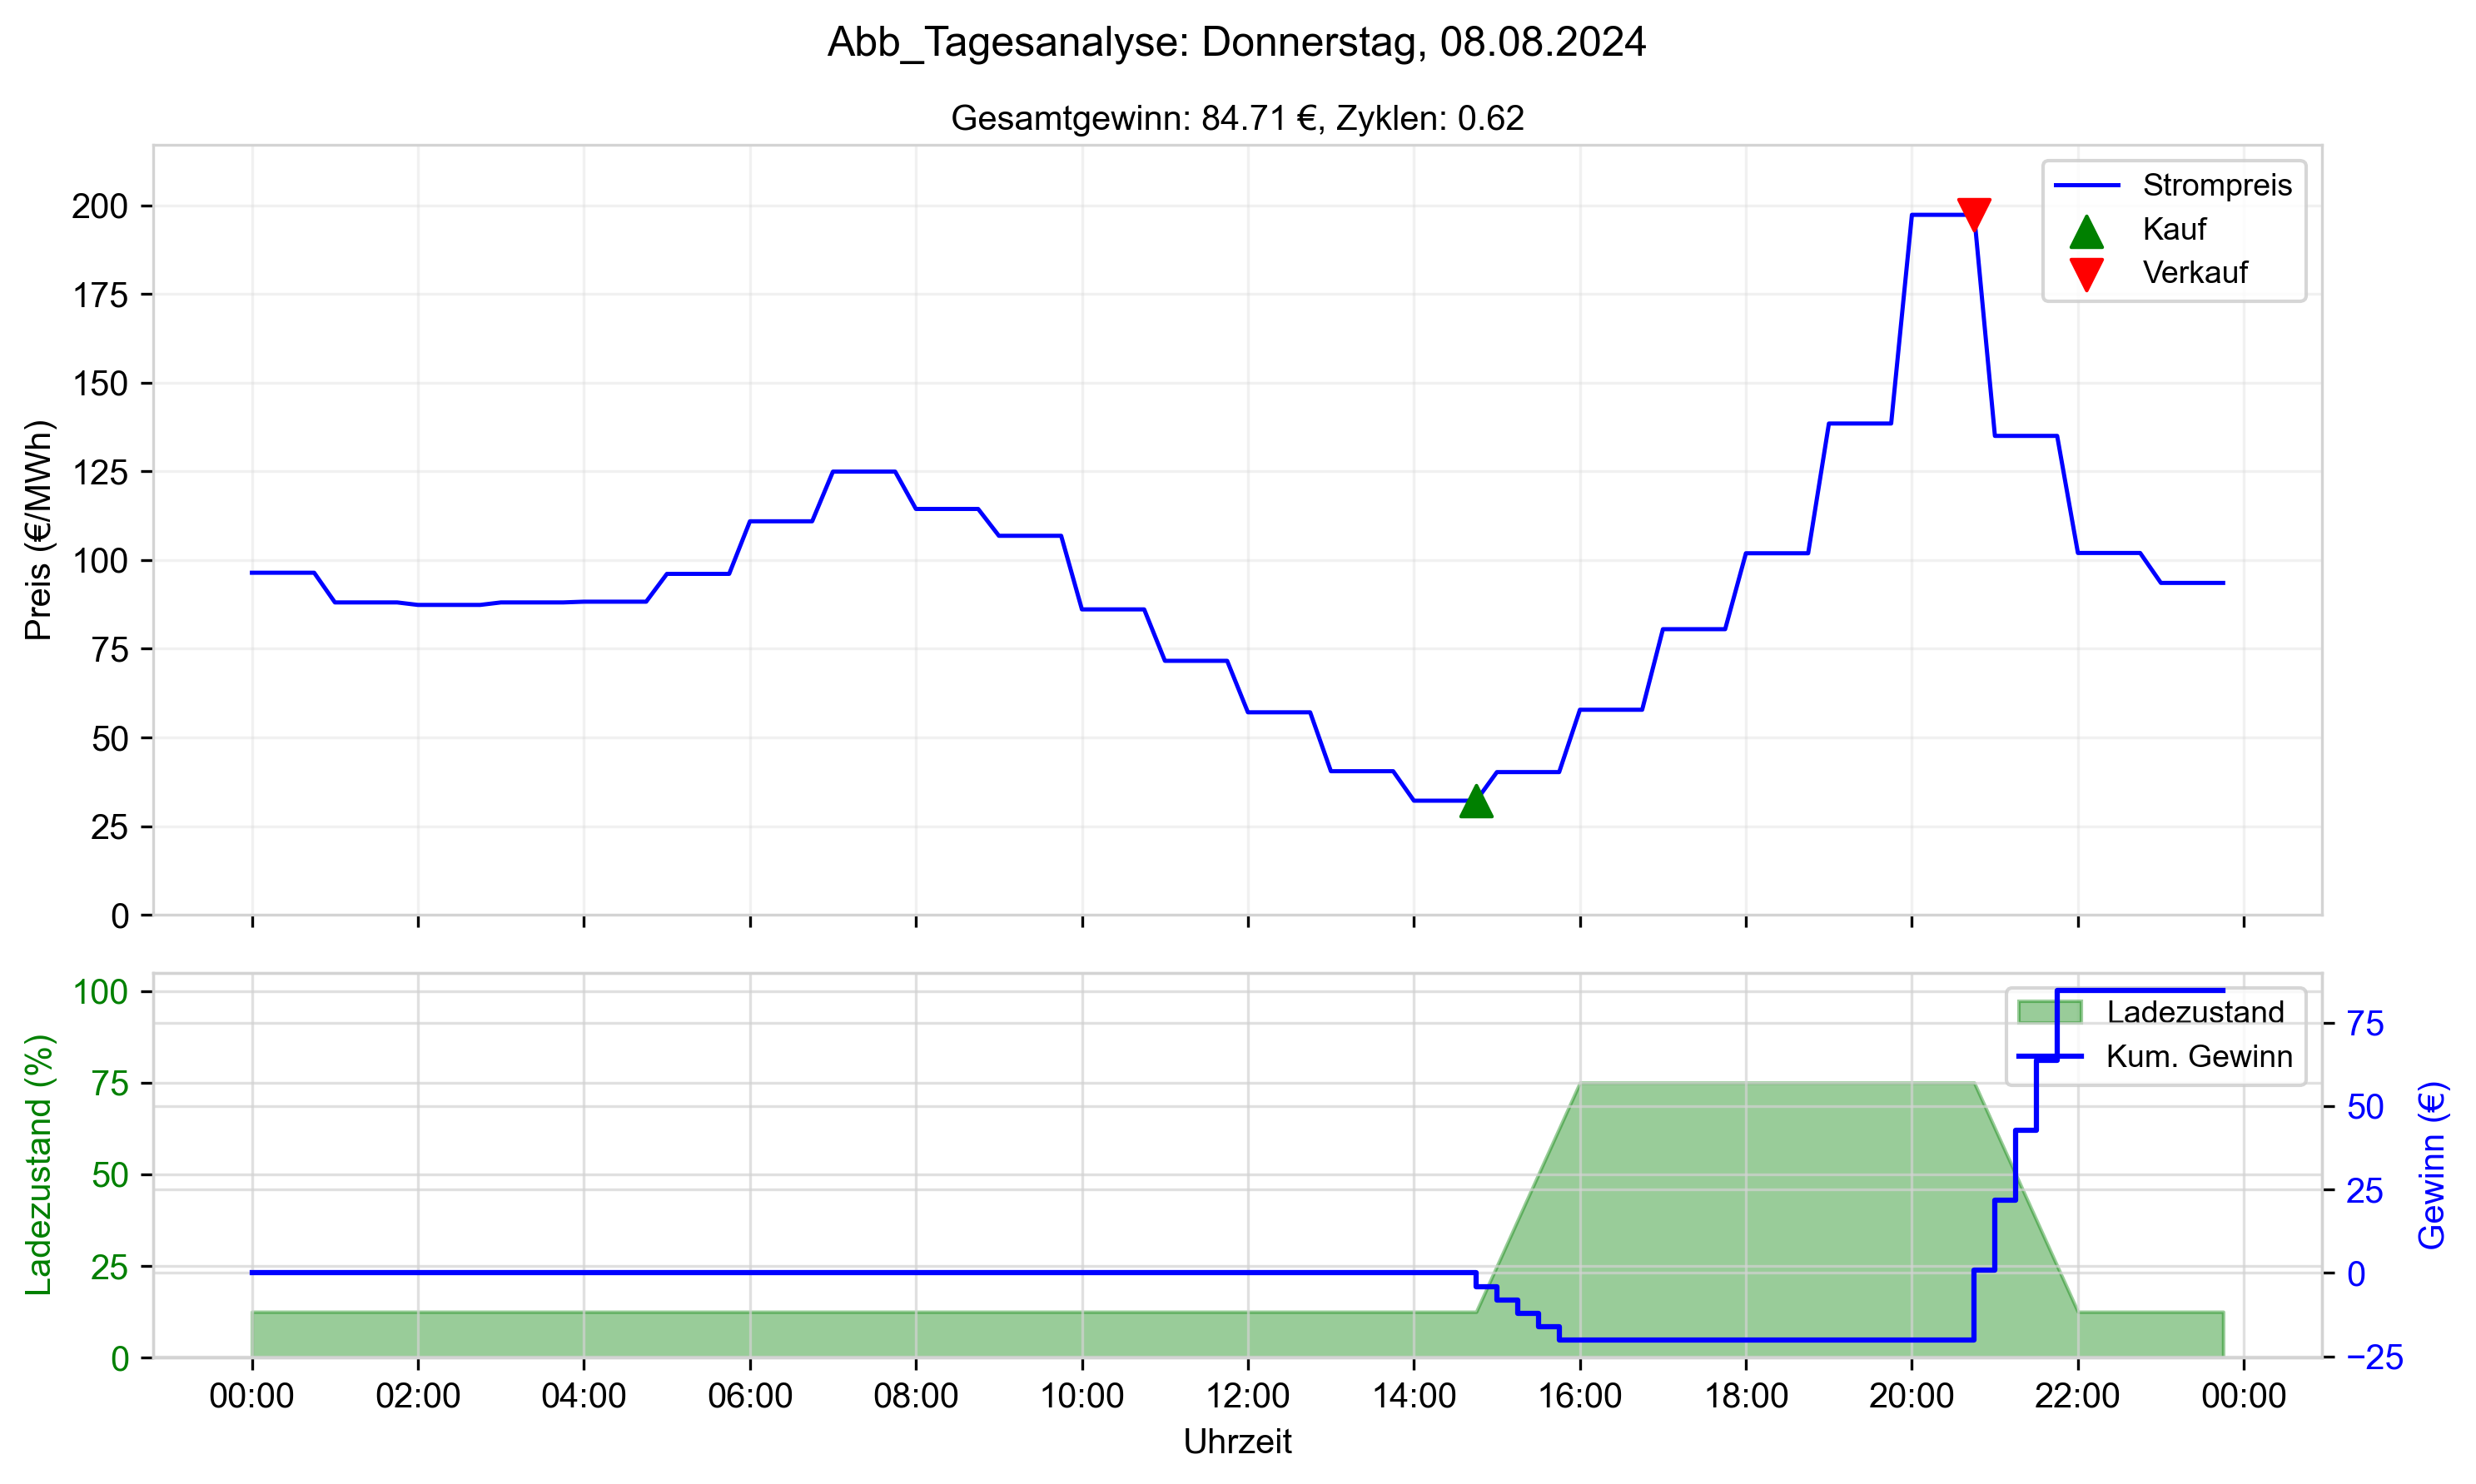 Abb_Tagesanalyse: Donnerstag, 08.08.2024
Gesamtgewinn: 84.71 €, Zyklen: 0.62
Preis (€/MWh)
200
175
150
125
100
75
50
25
0
Strompreis
Kauf
Verkauf
Ladezustand (%)
100
75
50
25
0
Ladezustand
Kum. Gewinn
75
50
25
0
−25
Gewinn (€)
00:00 02:00 04:00 06:00 08:00 10:00 12:00 14:00 16:00 18:00 20:00 22:00 00:00
Uhrzeit